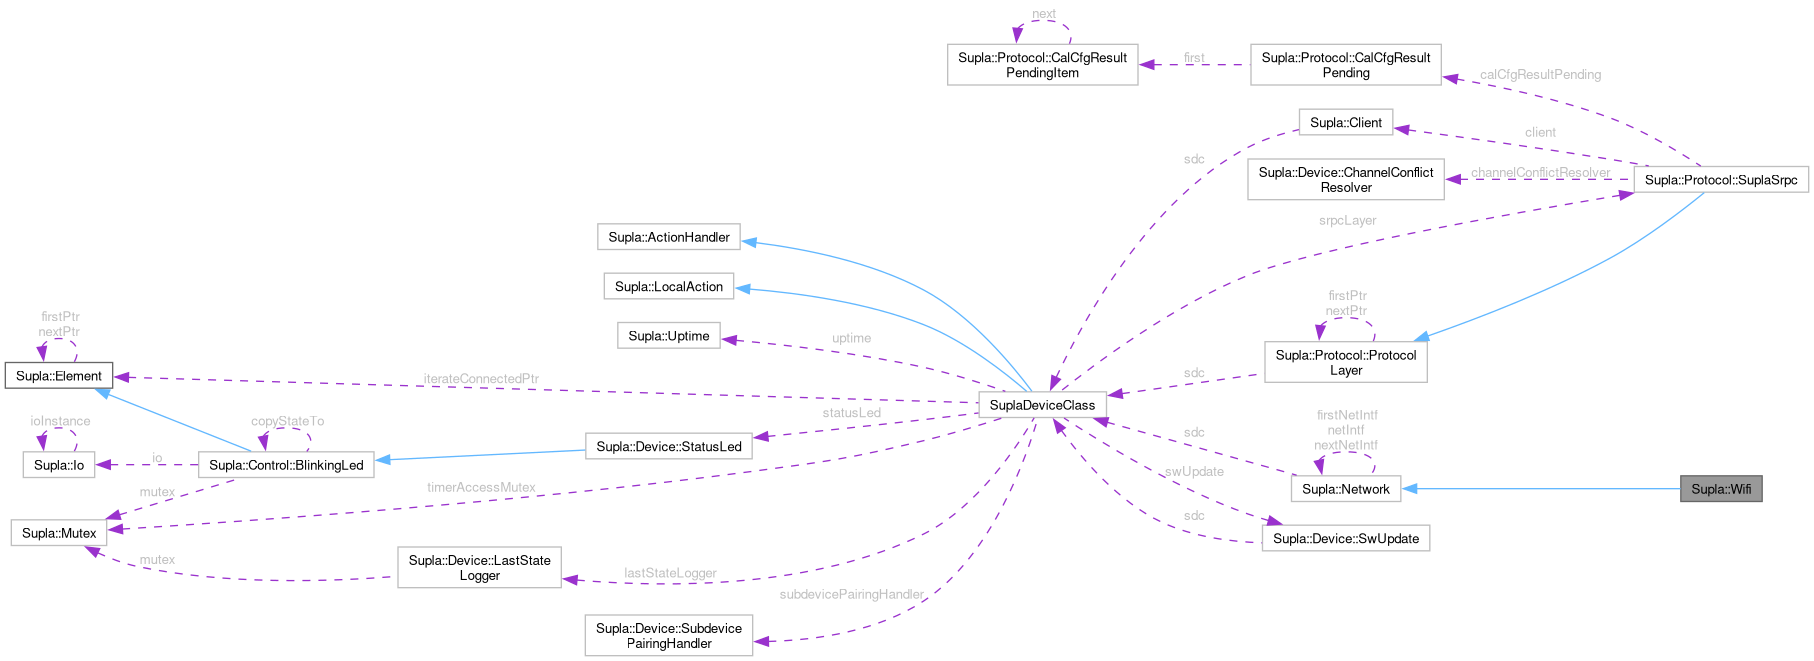 next
Supla::Protocol::CalCfgResult
PendingItem
first
Supla::Protocol::CalCfgResult
Pending
calCfgResultPending
Supla::Client
client
sdc
Supla::Device::ChannelConflict
Resolver
channelConflictResolver
Supla::Protocol::SuplaSrpc
srpcLayer
Supla::ActionHandler
Supla::LocalAction
firstPtr
nextPtr
Supla::Protocol::Protocol
Layer
Supla::Uptime
uptime
firstPtr
nextPtr
Supla::Element
iterateConnectedPtr
sdc
SuplaDeviceClass
statusLed
copyStateTo
ioInstance
Supla::Device::StatusLed
Supla::Io
io
Supla::Control::BlinkingLed
firstNetIntf
netIntf
nextNetIntf
sdc
swUpdate
Supla::Network
Supla::Wifi
mutex
timerAccessMutex
sdc
Supla::Mutex
Supla::Device::SwUpdate
mutex
Supla::Device::LastState
Logger
lastStateLogger
subdevicePairingHandler
Supla::Device::Subdevice
PairingHandler